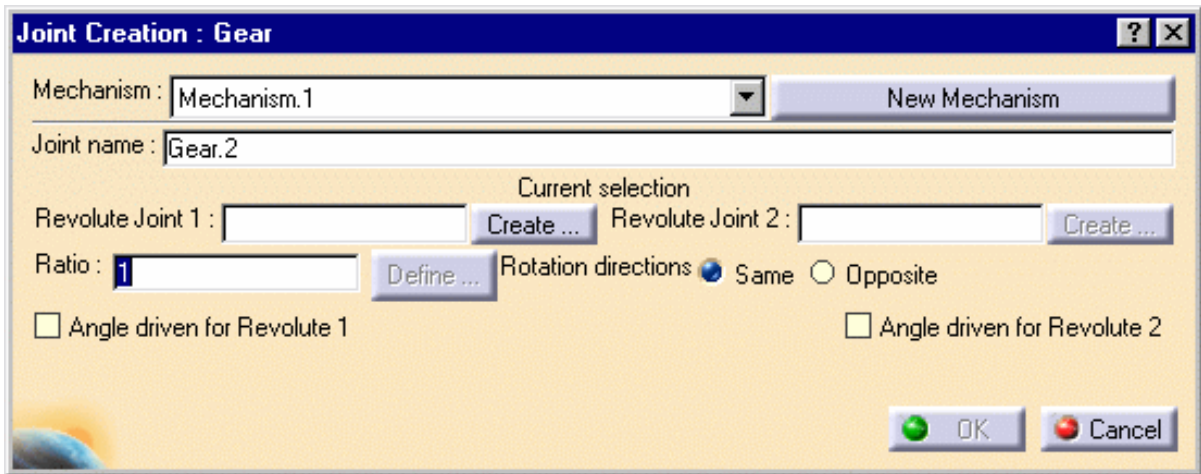 Joint Creation : Gear
Mechanism : Mechanism.1 New Mechanism
Joint name : Gear.2
Current selection
Revolute Joint 1 : Create ... Revolute Joint 2 : Create ...
Ratio : 1 Define ... Rotation directions Same Opposite
Angle driven for Revolute 1 Angle driven for Revolute 2
OK Cancel